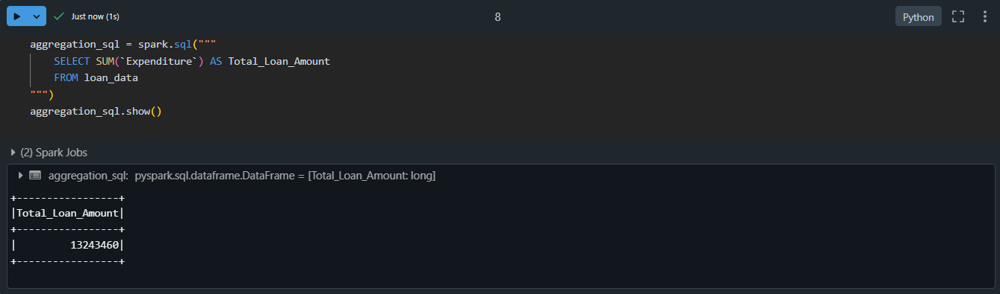 Just now (1s)
8
Python
aggregation_sql = spark.sql("""
    SELECT SUM(`Expenditure`) AS Total_Loan_Amount
    FROM loan_data
""")
aggregation_sql.show()
(2) Spark Jobs
aggregation_sql: pyspark.sql.dataframe.DataFrame = [Total_Loan_Amount: long]
+-----------------+
|Total_Loan_Amount|
+-----------------+
|         13243460|
+-----------------+